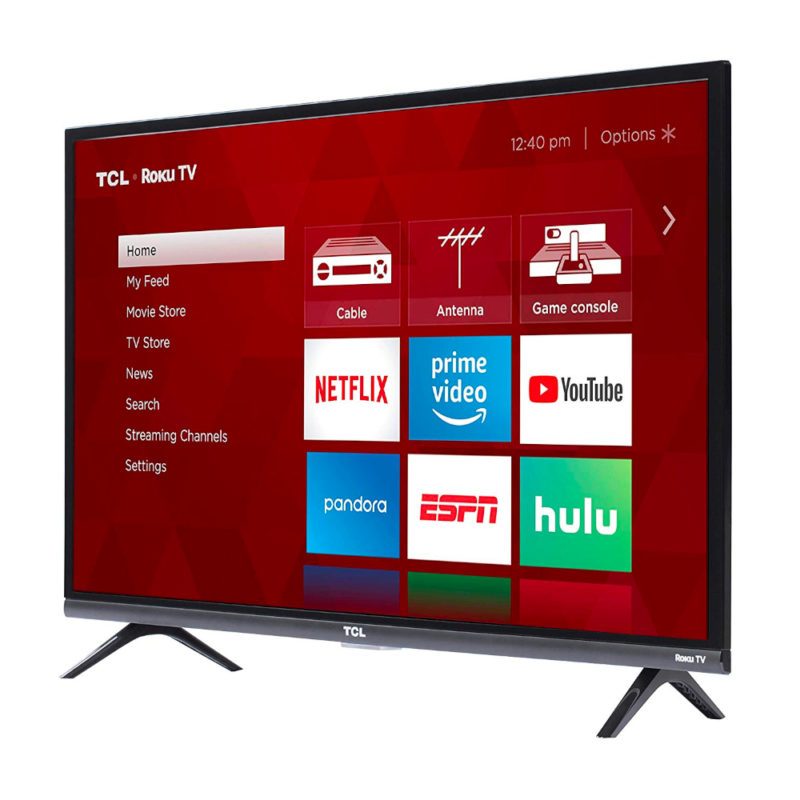 12:40 pm | Options
TCL • Roku TV
Home
My Feed
Movie Store
TV Store
News
Search
Streaming Channels
Settings
Cable
Antenna
Game console
NETFLIX
prime video
YouTube
pandora
ESPN
hulu
TCL
Roku TV